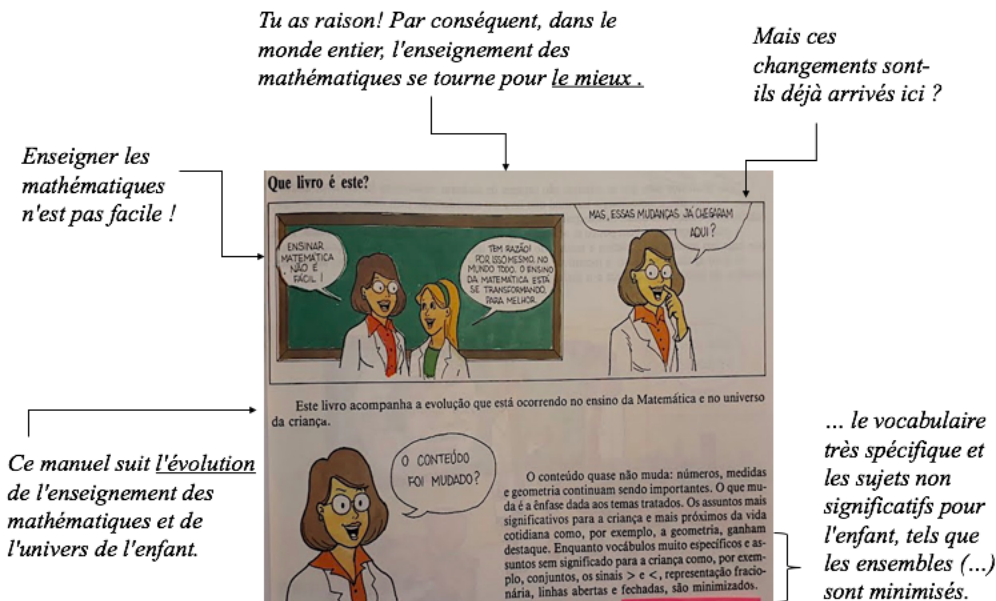 Tu as raison! Par conséquent, dans le
monde entier, l'enseignement des
mathématiques se tourne pour le mieux .
Mais ces
changements sont-
ils déjà arrivés ici ?
Enseigner les
mathématiques
n'est pas facile !
Que livro é este?
ENSINAR
MATEMÁTICA
NÃO É
FÁCIL !
TEM RAZÃO!
POR ISSO MESMO, NO
MUNDO TODO, O ENSINO
DA MATEMÁTICA ESTÁ
SE TRANSFORMANDO,
PARA MELHOR.
MAS, ESSAS MUDANÇAS JÁ CHEGARAM
AQUI ?
Este livro acompanha a evolução que está ocorrendo no ensino da Matemática e no universo
da criança.
Ce manuel suit l'évolution
de l'enseignement des
mathématiques et de
l'univers de l'enfant.
O CONTEÚDO
FOI MUDADO?
O conteúdo quase não muda: números, medidas
e geometria continuam sendo importantes. O que mu-
da é a ênfase dada aos temas tratados. Os assuntos mais
significativos para a criança e mais próximos da vida
cotidiana como, por exemplo, a geometria, ganham
destaque. Enquanto vocábulos muito específicos e as-
suntos sem significado para a criança como, por exem-
plo, conjuntos, os sinais > e <, representação fracio-
nária, linhas abertas e fechadas, são minimizados.
… le vocabulaire
très spécifique et
les sujets non
significatifs pour
l'enfant, tels que
les ensembles (…)
sont minimisés.